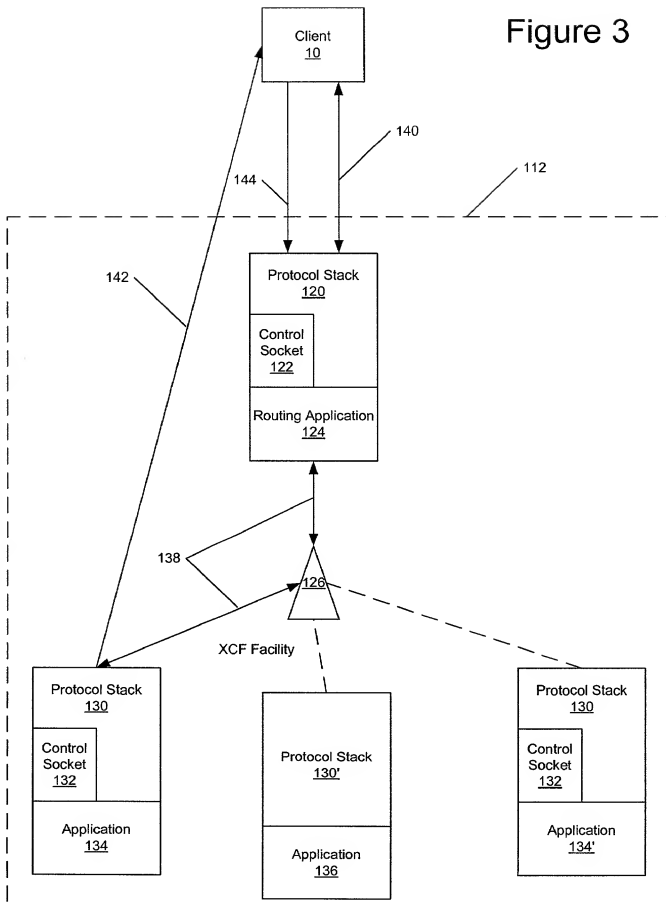 Figure 3
Client
10
140
144
112
142
Protocol Stack
120
Control
Socket
122
Routing Application
124
138
126
XCF Facility
Protocol Stack
130
Control
Socket
132
Application
134
Protocol Stack
130'
Application
136
Protocol Stack
130
Control
Socket
132
Application
134'